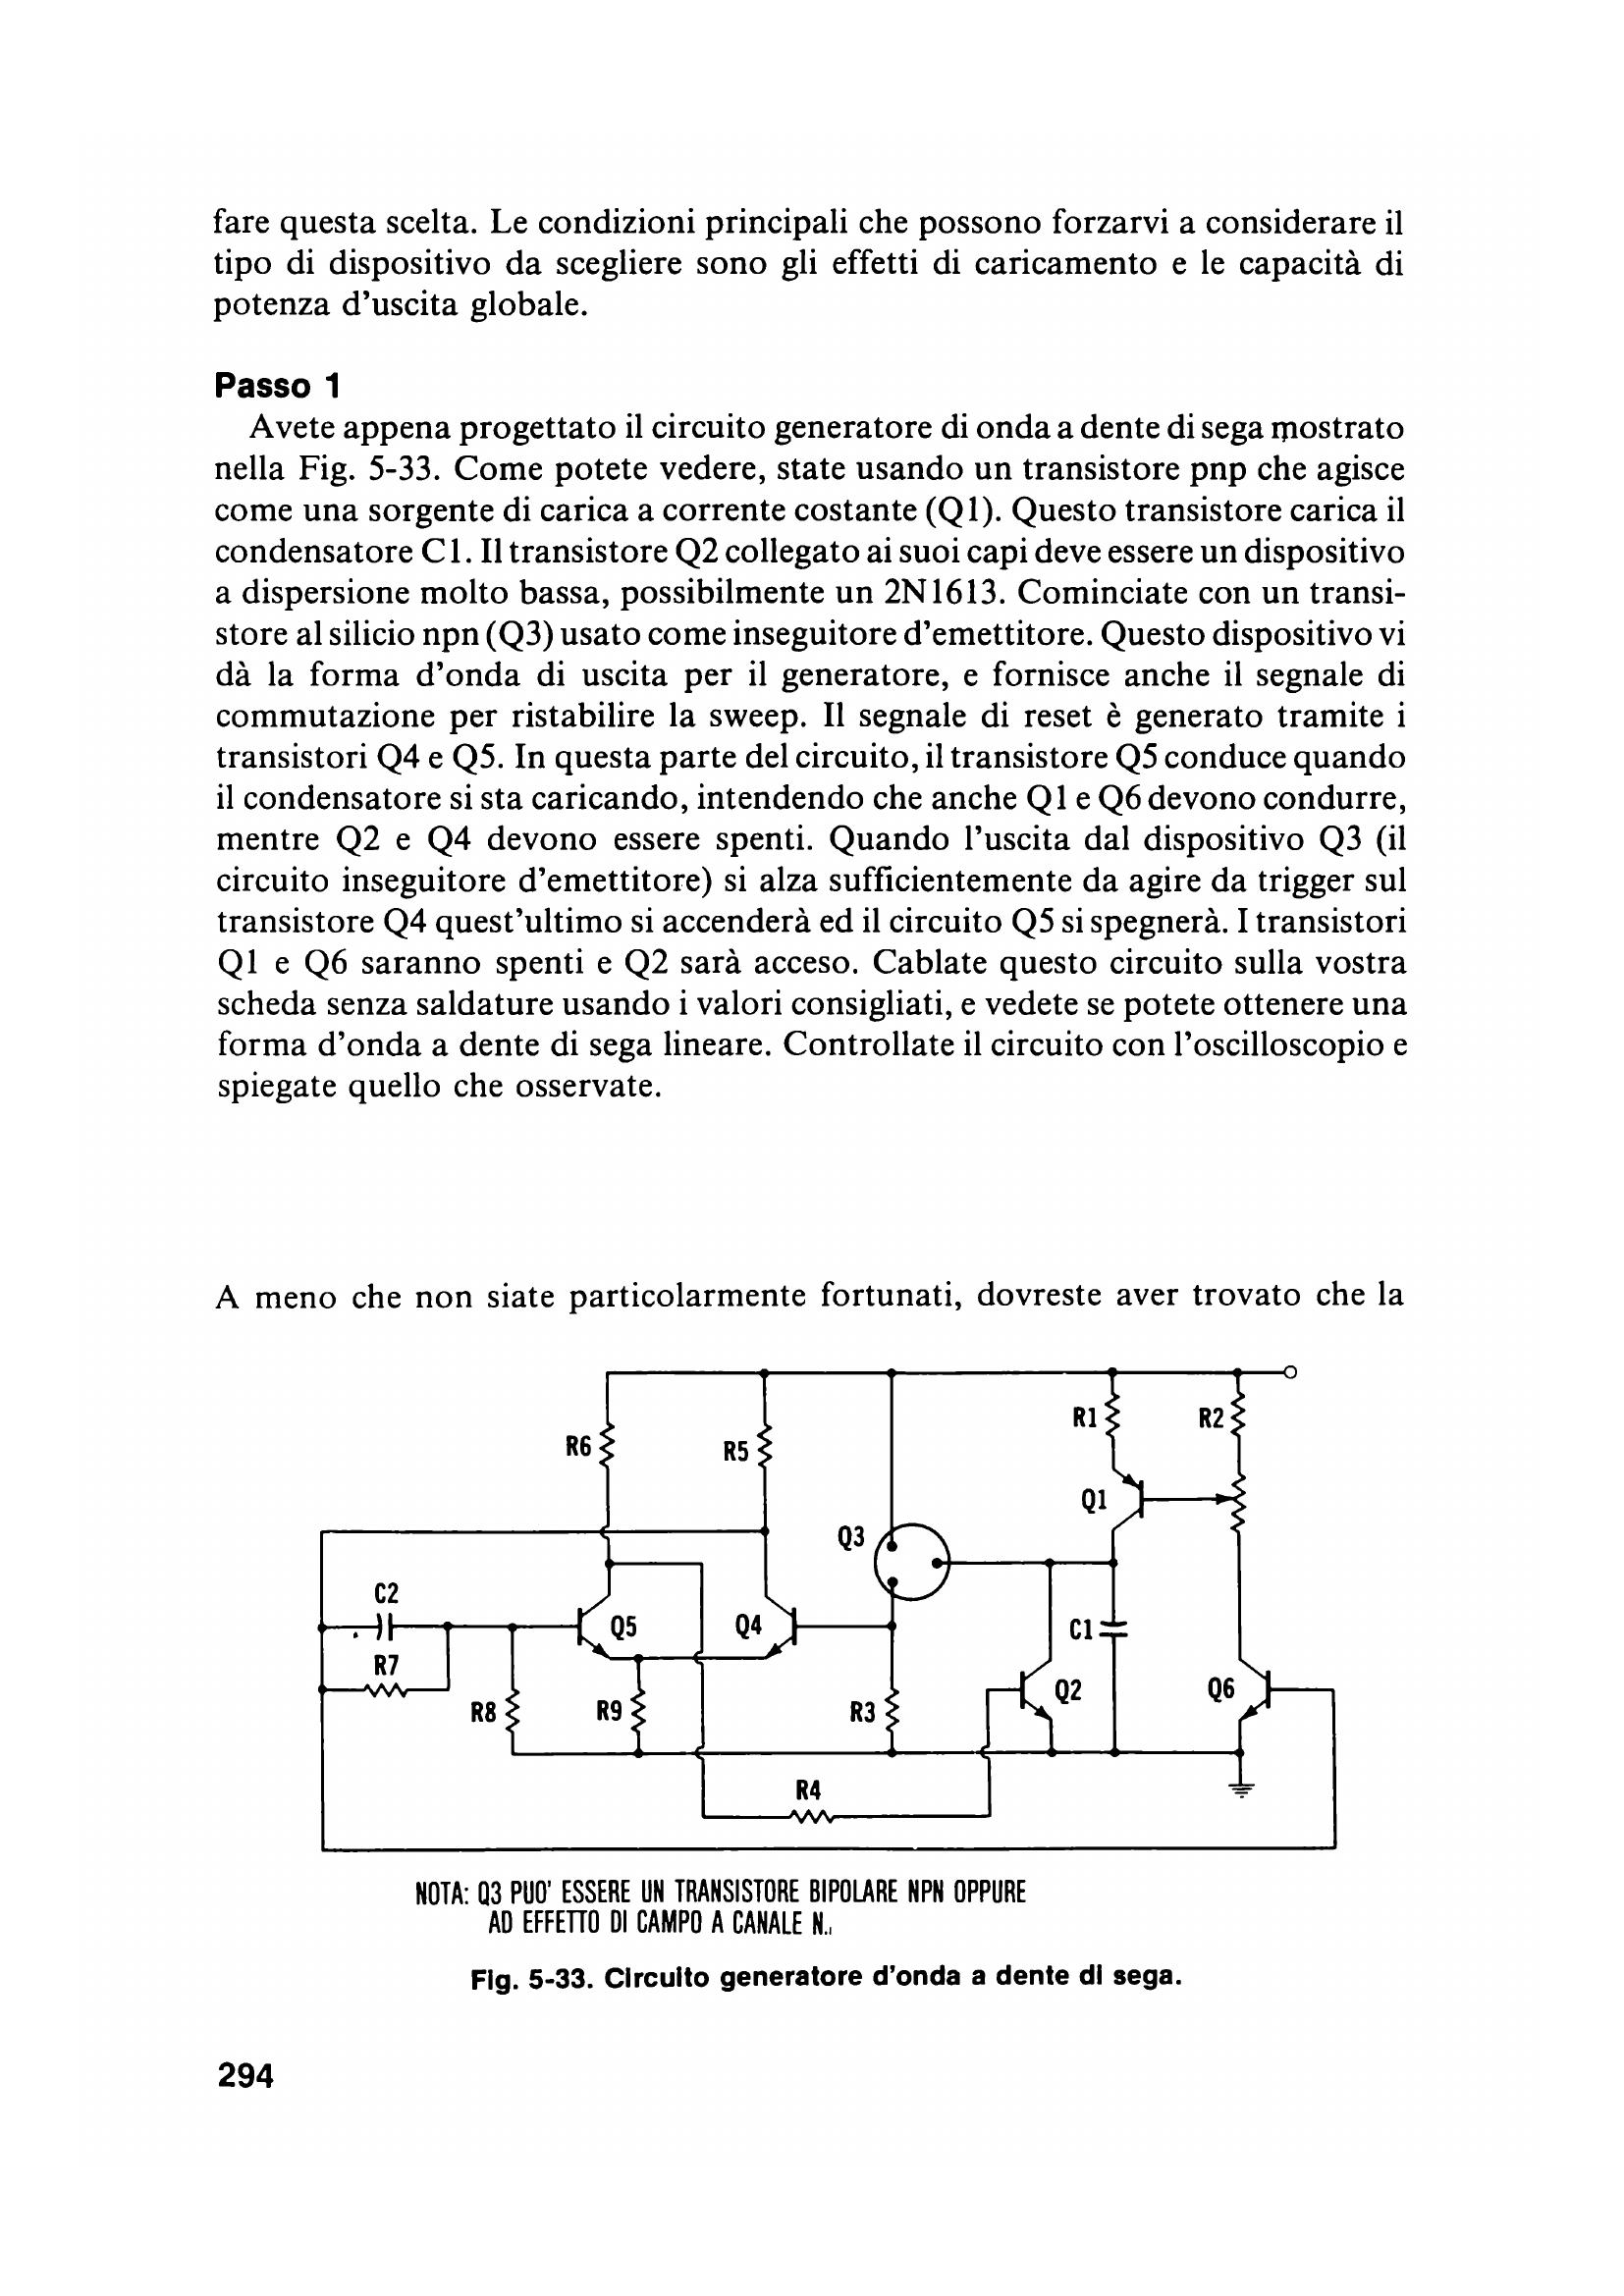 fare questa scelta. Le condizioni principali che possono forzarvi a considerare il
tipo di dispositivo da scegliere sono gli effetti di caricamento e le capacità di
potenza d'uscita globale.
Passo 1
Avete appena progettato il circuito generatore di onda a dente di sega mostrato
nella Fig. 5-33. Come potete vedere, state usando un transistore pnp che agisce
come una sorgente di carica a corrente costante (Q1). Questo transistore carica il
condensatore C1. Il transistore Q2 collegato ai suoi capi deve essere un dispositivo
a dispersione molto bassa, possibilmente un 2N1613. Cominciate con un transi-
store al silicio npn (Q3) usato come inseguitore d'emettitore. Questo dispositivo vi
dà la forma d'onda di uscita per il generatore, e fornisce anche il segnale di
commutazione per ristabilire la sweep. Il segnale di reset è generato tramite i
transistori Q4 e Q5. In questa parte del circuito, il transistore Q5 conduce quando
il condensatore si sta caricando, intendendo che anche Q1 e Q6 devono condurre,
mentre Q2 e Q4 devono essere spenti. Quando l'uscita dal dispositivo Q3 (il
circuito inseguitore d'emettitore) si alza sufficientemente da agire da trigger sul
transistore Q4 quest'ultimo si accenderà ed il circuito Q5 si spegnerà. I transistori
Q1 e Q6 saranno spenti e Q2 sarà acceso. Cablate questo circuito sulla vostra
scheda senza saldature usando i valori consigliati, e vedete se potete ottenere una
forma d'onda a dente di sega lineare. Controllate il circuito con l'oscilloscopio e
spiegate quello che osservate.
A meno che non siate particolarmente fortunati, dovreste aver trovato che la
R1
R2
R6
R5
Q1
Q3
C2
Q5
Q4
C1
R7
Q2
Q6
R8
R9
R3
R4
NOTA: Q3 PUO' ESSERE UN TRANSISTORE BIPOLARE NPN OPPURE
AD EFFETTO DI CAMPO A CANALE N.
Fig. 5-33. Circuito generatore d'onda a dente di sega.
294